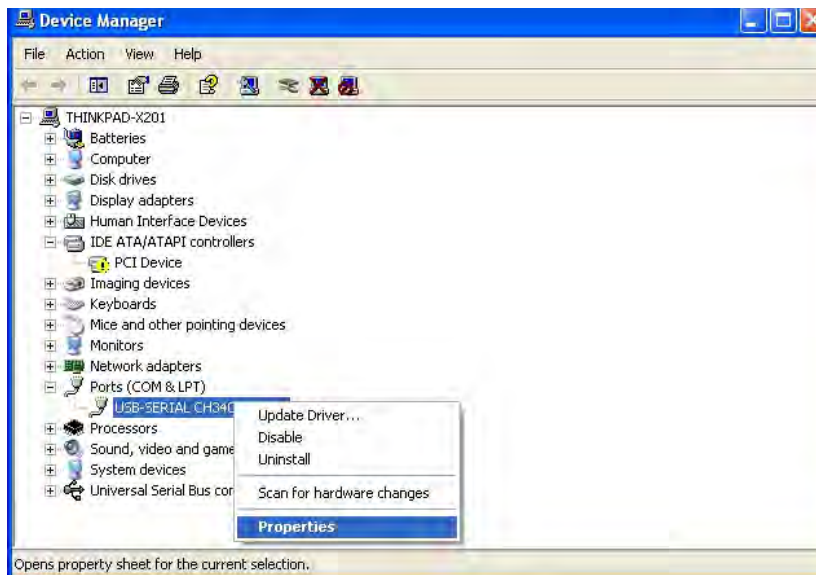 Device Manager
File Action View Help
THINKPAD-X201
Batteries
Computer
Disk drives
Display adapters
Human Interface Devices
IDE ATA/ATAPI controllers
PCI Device
Imaging devices
Keyboards
Mice and other pointing devices
Monitors
Network adapters
Ports (COM & LPT)
USB-SERIAL CH340
Processors
Sound, video and game
System devices
Universal Serial Bus con
Update Driver...
Disable
Uninstall
Scan for hardware changes
Properties
Opens property sheet for the current selection.